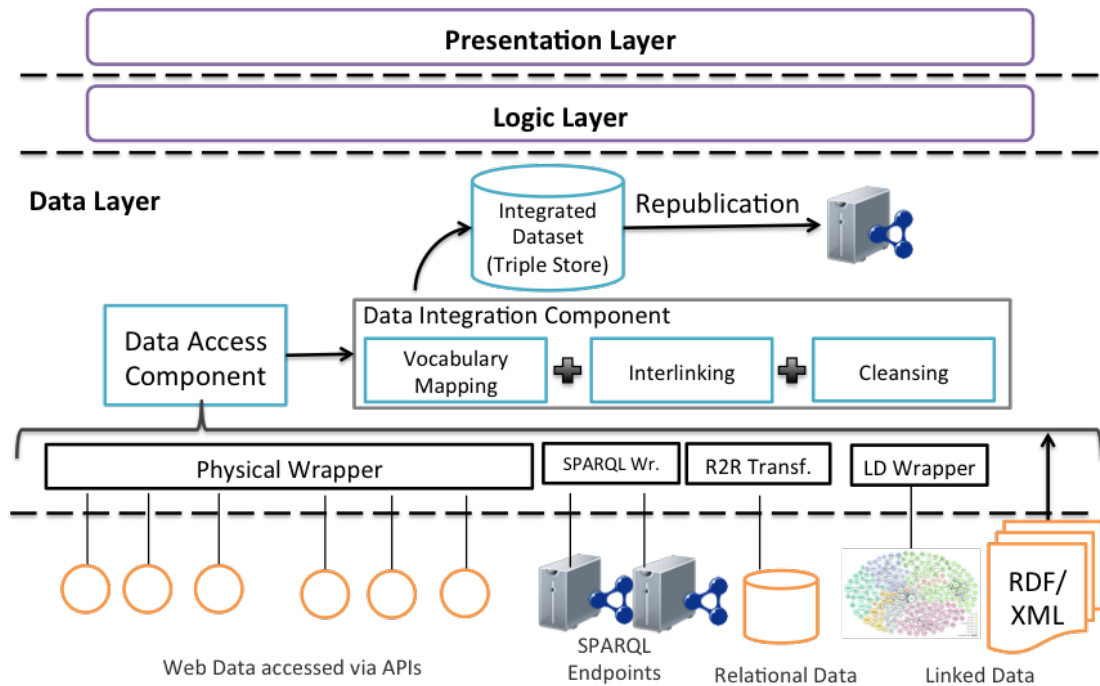 Presentation Layer
Logic Layer
Data Layer
Integrated
Dataset
(Triple Store)
Republication
Data Access
Component
Data Integration Component
Vocabulary
Mapping
Interlinking
Cleansing
Physical Wrapper
SPARQL Wr.
R2R Transf.
LD Wrapper
RDF/
XML
Web Data accessed via APIs
SPARQL
Endpoints
Relational Data
Linked Data